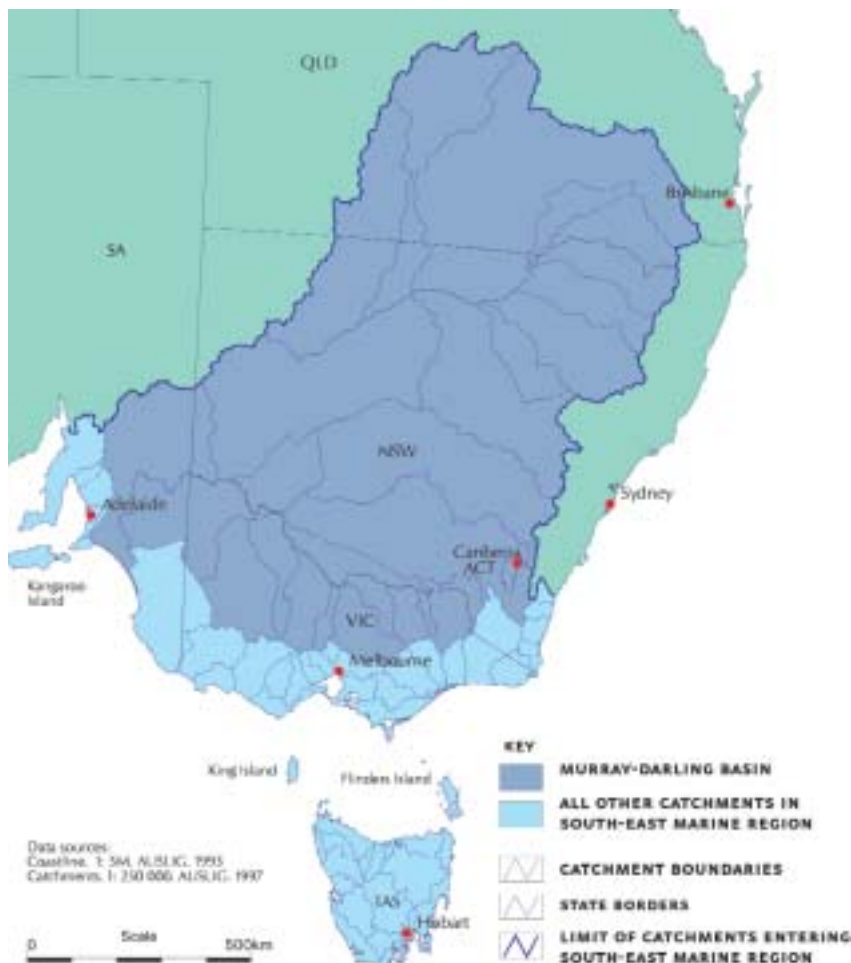 QLD
Brisbane
SA
NSW
Sydney
Adelaide
Canberra
ACT
Kangaroo
Island
VIC
Melbourne
KEY
MURRAY-DARLING BASIN
King Island
Flinders Island
ALL OTHER CATCHMENTS IN
SOUTH-EAST MARINE REGION
Data sources:
Coastline. 1: 5M. AUSLIG. 1993
Catchments. 1: 250 000. AUSLIG. 1997
CATCHMENT BOUNDARIES
TAS
STATE BORDERS
Hobart
Scale
0 500km
LIMIT OF CATCHMENTS ENTERING
SOUTH-EAST MARINE REGION